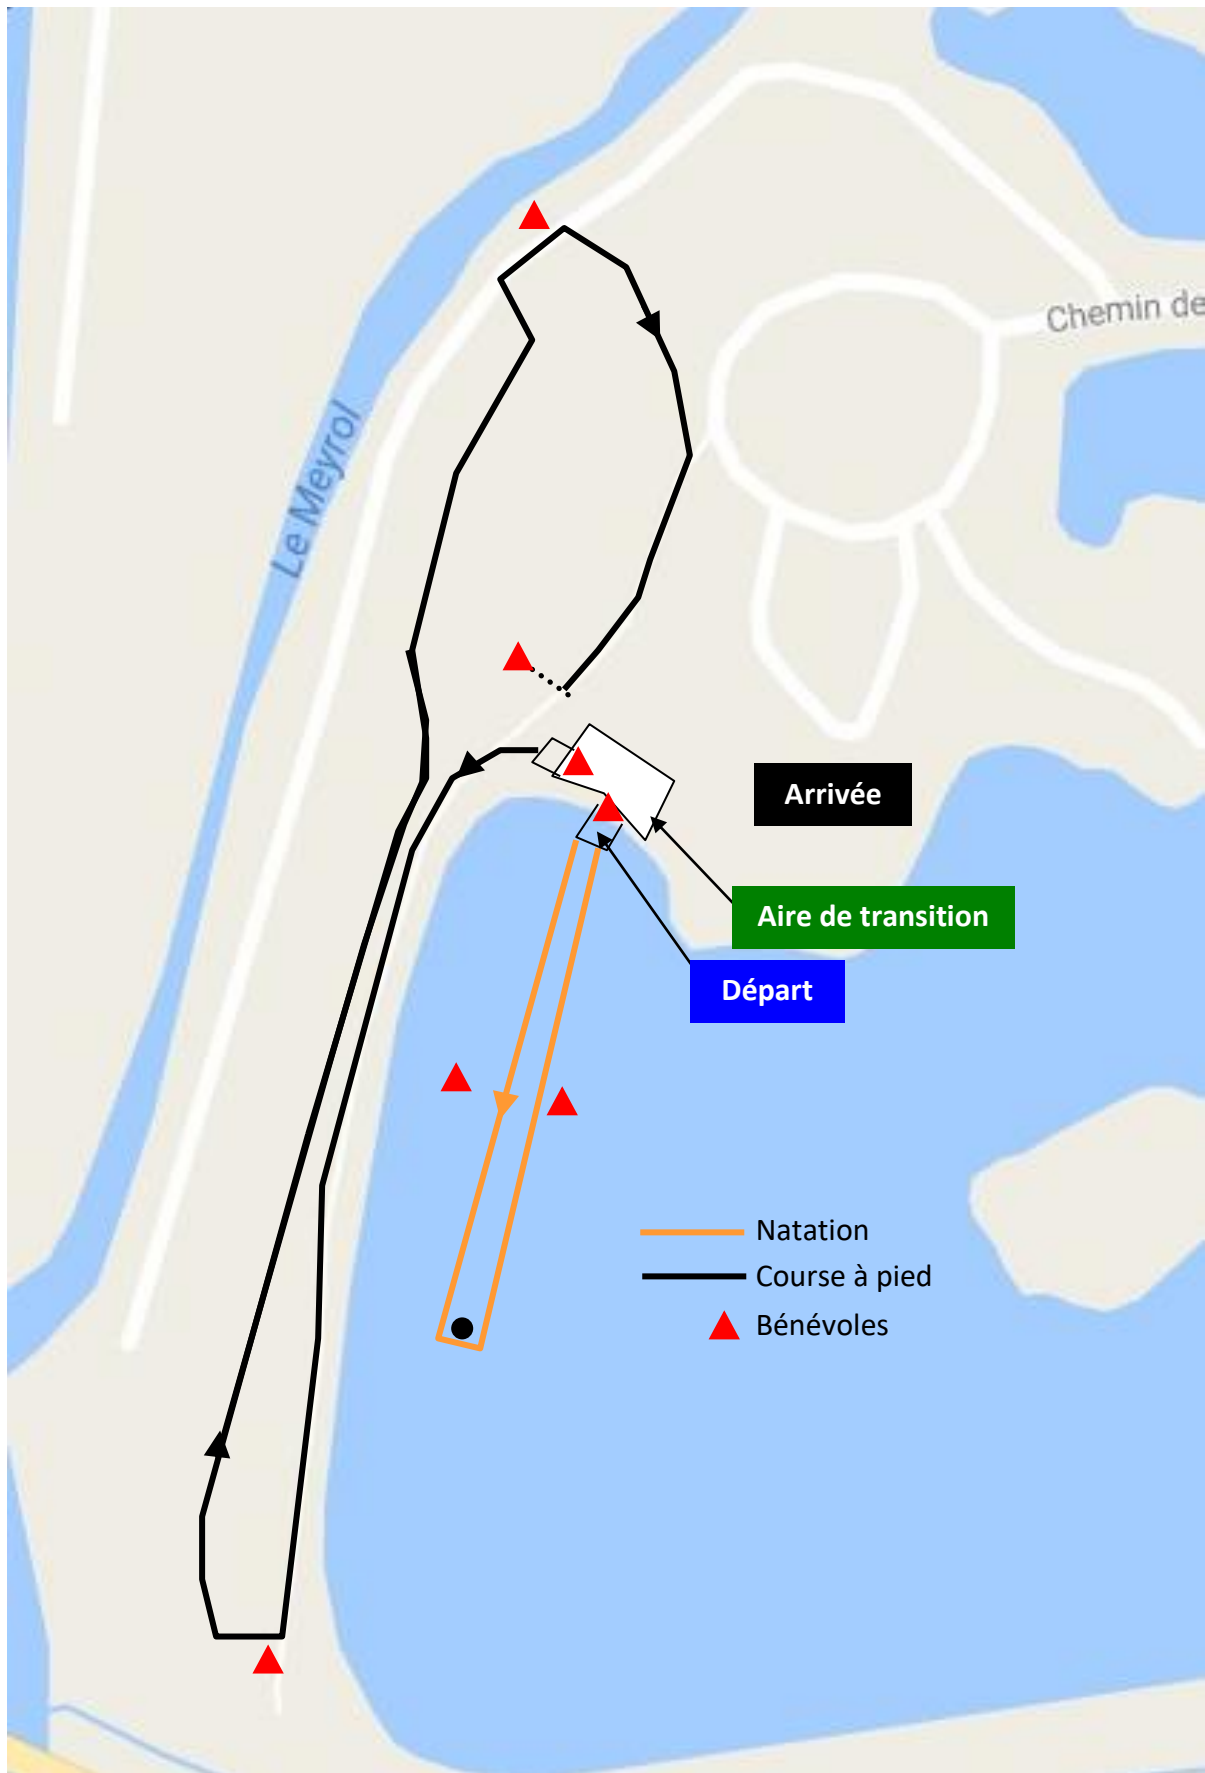 Chemin de
Le Meyrol
Arrivée
Aire de transition
Départ
Natation
Course à pied
Bénévoles